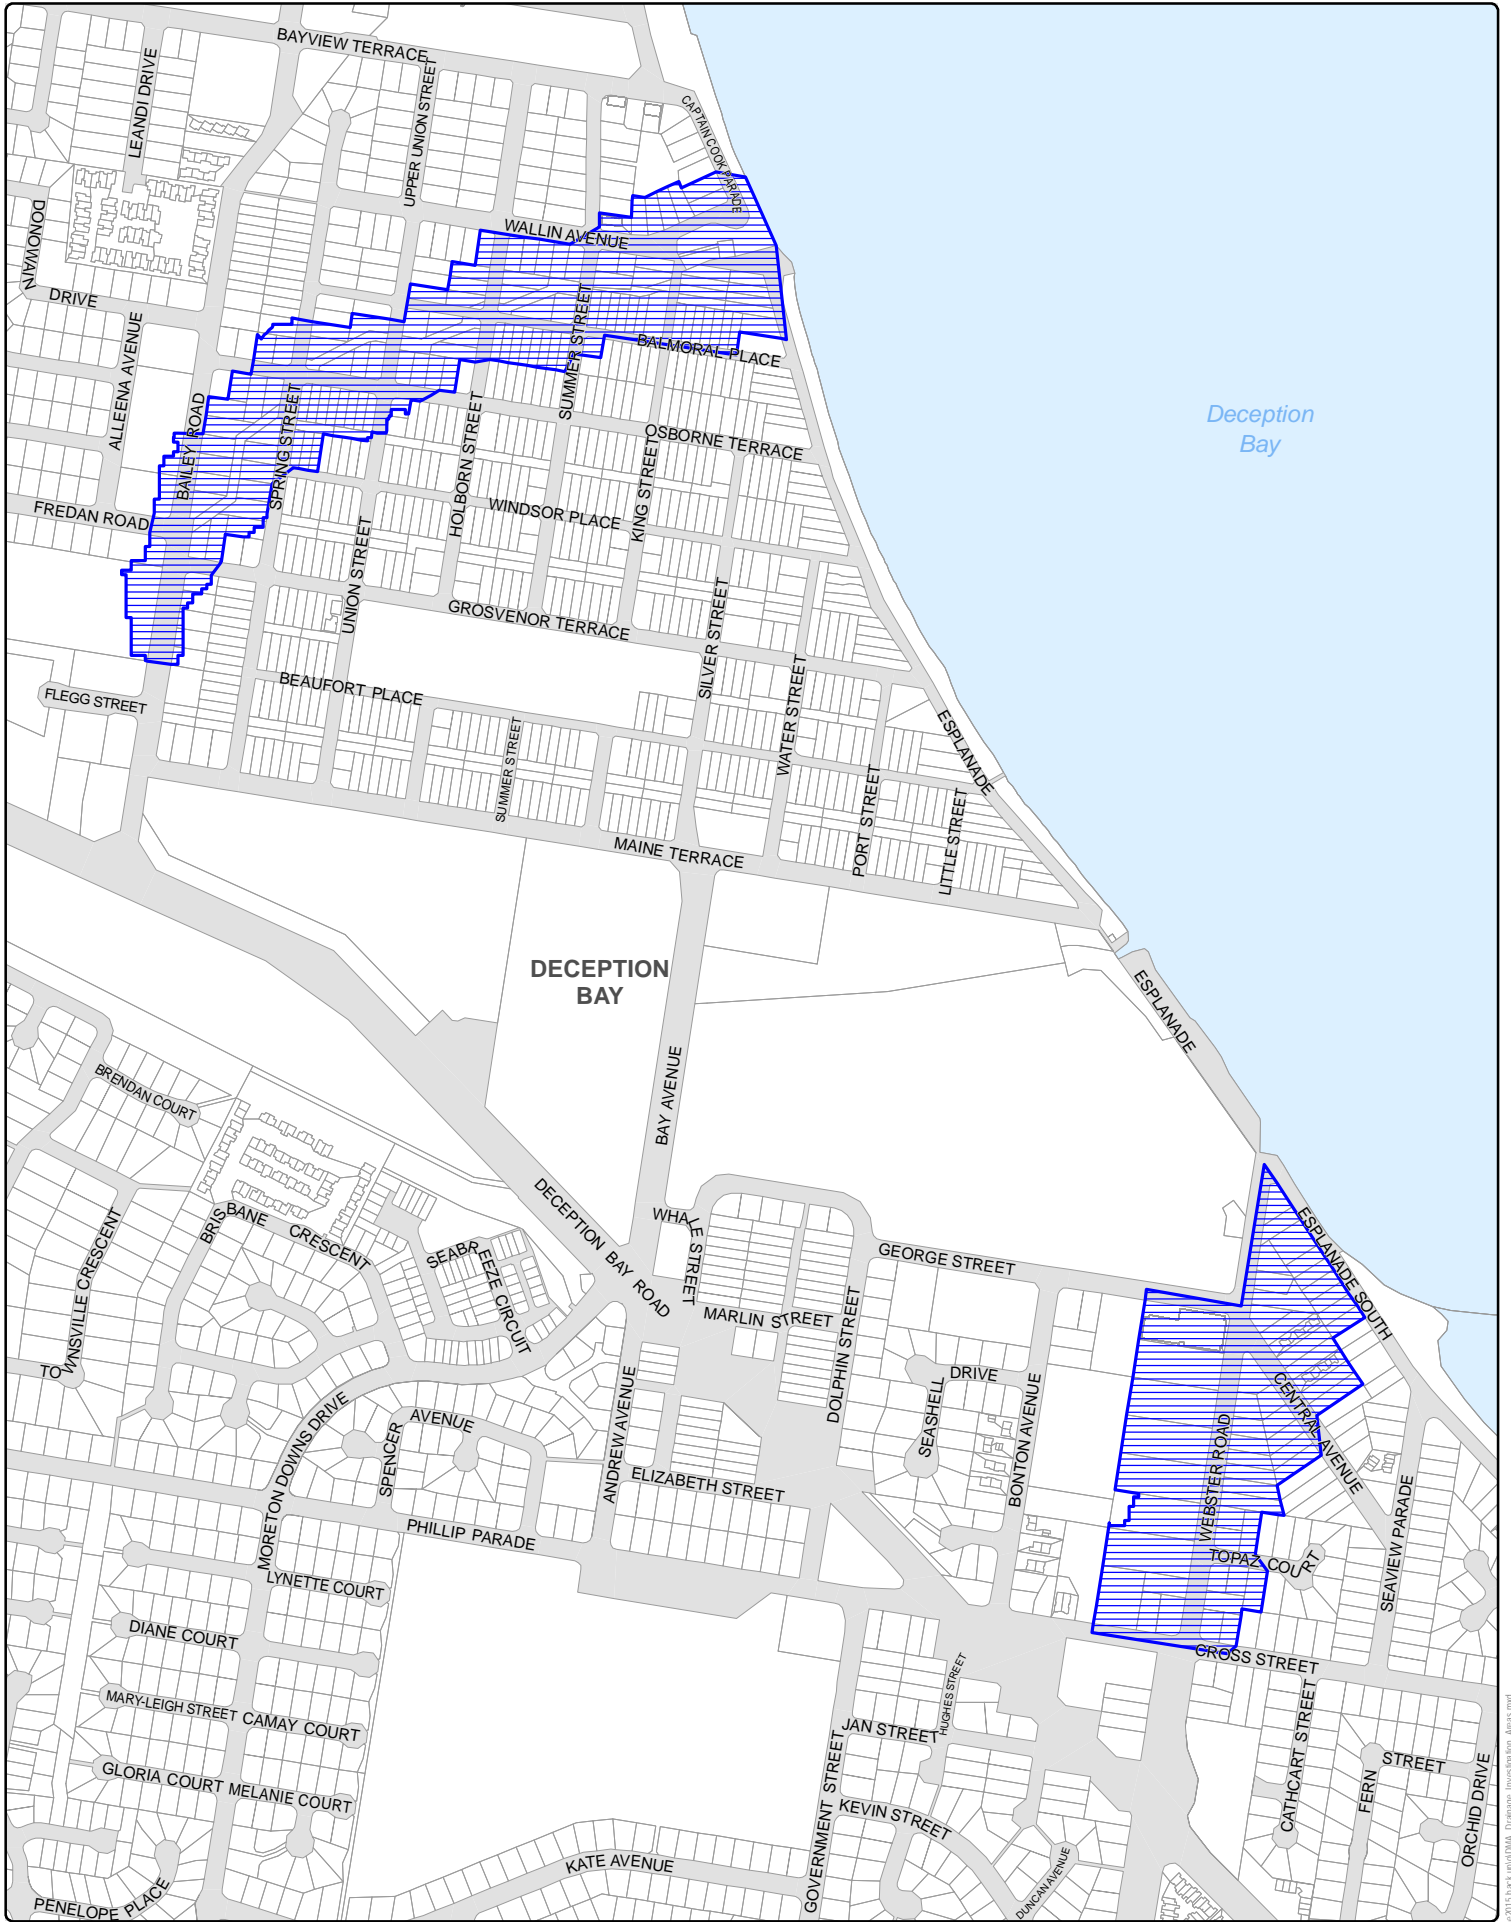 BAYVIEW TERRACE
LEANDI DRIVE
UPPER UNION STREET
CAPTAIN COOK PARADE
DONOWAIN
DRIVE
WALLIN AVENUE
ALLEENA AVENUE
SUMMER STREET
BALMORAL PLACE
BAILEY ROAD
SPRING STREET
HOLBORN STREET
OSBORNE TERRACE
KING STREET
Deception
Bay
FREDAN ROAD
WINDSOR PLACE
UNION STREET
GROSVENOR TERRACE
SILVER STREET
WATER STREET
FLEGG STREET
BEAUFORT PLACE
SUMMER STREET
ESPLANADE
PORT STREET
LITTLE STREET
MAINE TERRACE
DECEPTION
BAY
ESPLANADE
BAY AVENUE
BRENDAN COURT
TOWNSVILLE CRESCENT
BRISBANE CRESCENT
SEABREEZE CIRCUIT
DECEPTION BAY ROAD
WHALE STREET
GEORGE STREET
MARLIN STREET
DOLPHIN STREET
ESPLANADE SOUTH
SEASHELL
DRIVE
BONTON AVENUE
CENTRAL AVENUE
WEBSTER ROAD
MORETON DOWNS DRIVE
SPENCER
AVENUE
ANDREW AVENUE
ELIZABETH STREET
PHILLIP PARADE
TOPAZ COURT
SEAVIEW PARADE
LYNETTE COURT
DIANE COURT
CROSS STREET
MARY-LEIGH STREET
CAMAY COURT
HUGHES STREET
JAN STREET
CATHCART STREET
FERN
STREET
ORCHID DRIVE
GLORIA COURT
MELANIE COURT
GOVERNMENT STREET
KEVIN STREET
KATE AVENUE
DUNCAN AVENUE
PENELOPE PLACE